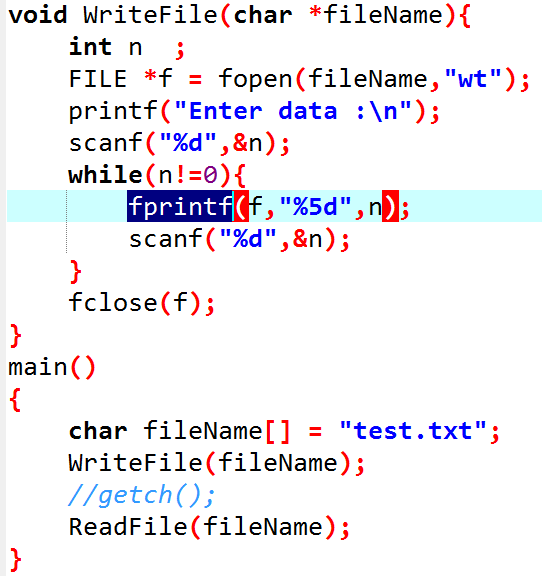 void WriteFile(char *fileName){
    int n  ;
    FILE *f = fopen(fileName,"wt");
    printf("Enter data :\n");
    scanf("%d",&n);
    while(n!=0){
        fprintf(f,"%5d",n);
        scanf("%d",&n);
    }
    fclose(f);
}
main()
{
    char fileName[] = "test.txt";
    WriteFile(fileName);
    //getch();
    ReadFile(fileName);
}